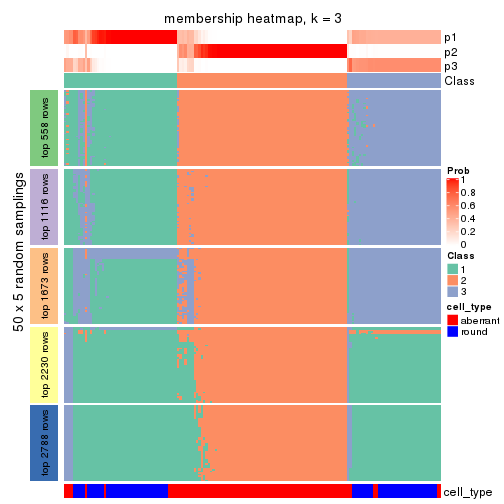 membership heatmap, k = 3
p1
p2
p3
Class
50 x 5 random samplings
top 558 rows
top 1116 rows
top 1673 rows
top 2230 rows
top 2788 rows
Prob
1
0.8
0.6
0.4
0.2
0
Class
1
2
3
cell_type
aberrant
round
cell_type